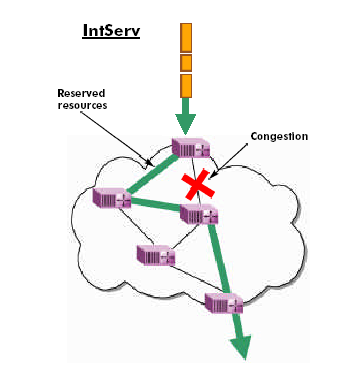 IntServ
Reserved
resources
Congestion